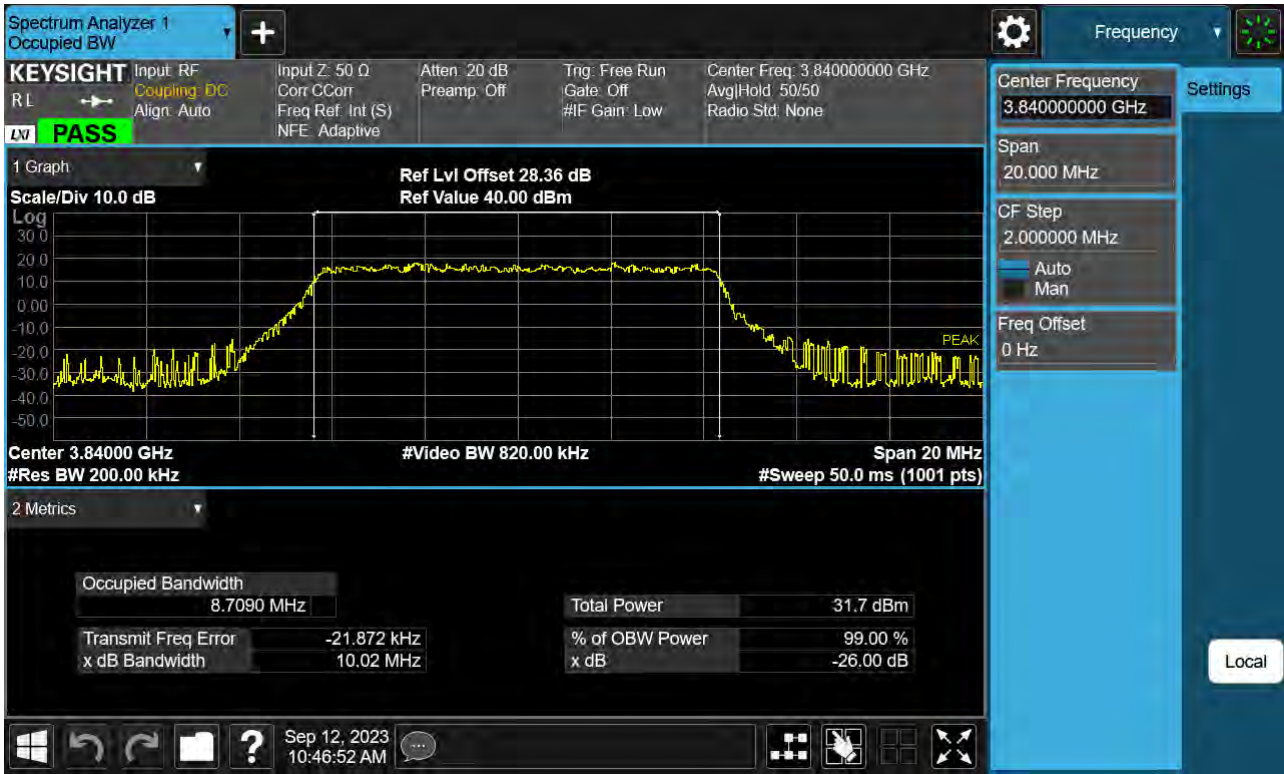 Spectrum Analyzer 1
Occupied BW
+
Frequency
KEYSIGHT
RL
LXI
PASS
Input: RF
Coupling: DC
Align: Auto
Input Z: 50 Ω
Corr CCorr
Freq Ref: Int (S)
NFE: Adaptive
Atten: 20 dB
Preamp: Off
Trig: Free Run
Gate: Off
#IF Gain: Low
Center Freq: 3.840000000 GHz
Avg|Hold: 50/50
Radio Std: None
Center Frequency
3.840000000 GHz
Settings
Span
20.000 MHz
CF Step
2.000000 MHz
Auto
Man
Freq Offset
0 Hz
1 Graph
Scale/Div 10.0 dB
Ref Lvl Offset 28.36 dB
Ref Value 40.00 dBm
Log
30.0
20.0
10.0
0.00
-10.0
-20.0
-30.0
-40.0
-50.0
PEAK
Center 3.84000 GHz
#Video BW 820.00 kHz
Span 20 MHz
#Res BW 200.00 kHz
#Sweep 50.0 ms (1001 pts)
2 Metrics
Occupied Bandwidth
8.7090 MHz
Total Power 31.7 dBm
Transmit Freq Error -21.872 kHz
% of OBW Power 99.00 %
x dB Bandwidth 10.02 MHz
x dB -26.00 dB
Local
?
Sep 12, 2023
10:46:52 AM